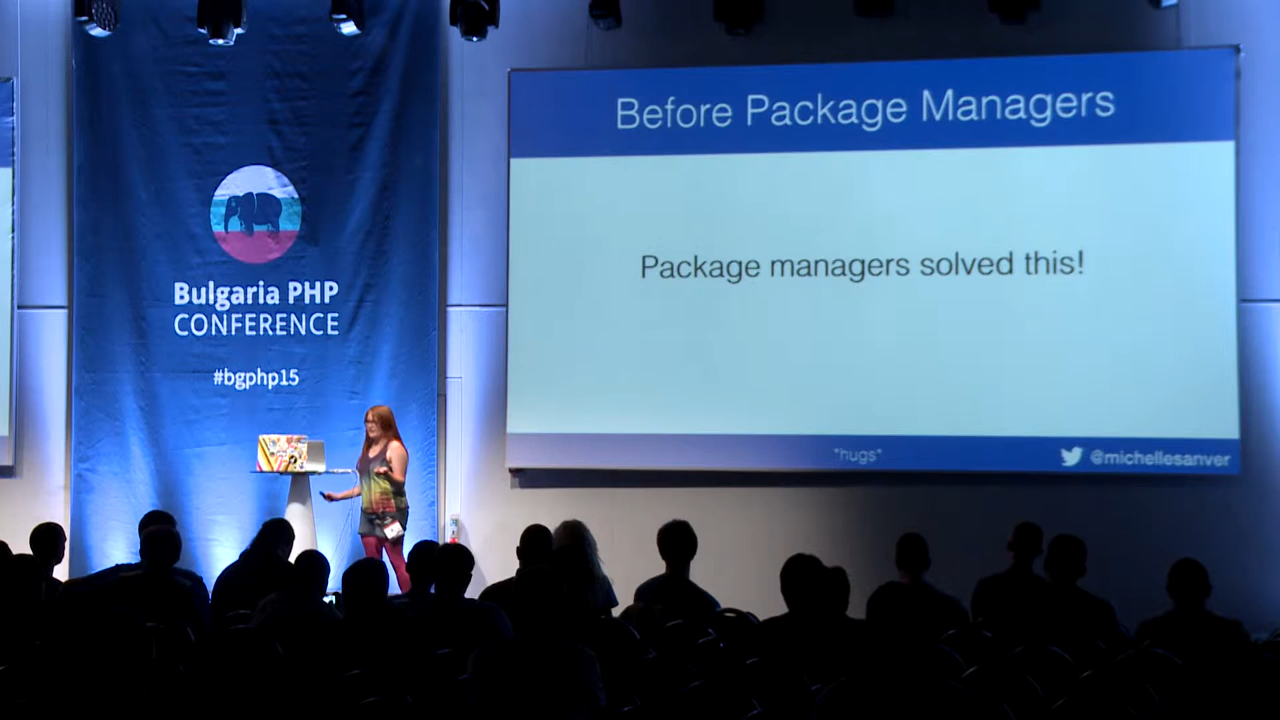 Bulgaria PHP
CONFERENCE
#bgphp15
Before Package Managers
Package managers solved this!
*hugs*
@michellesanver